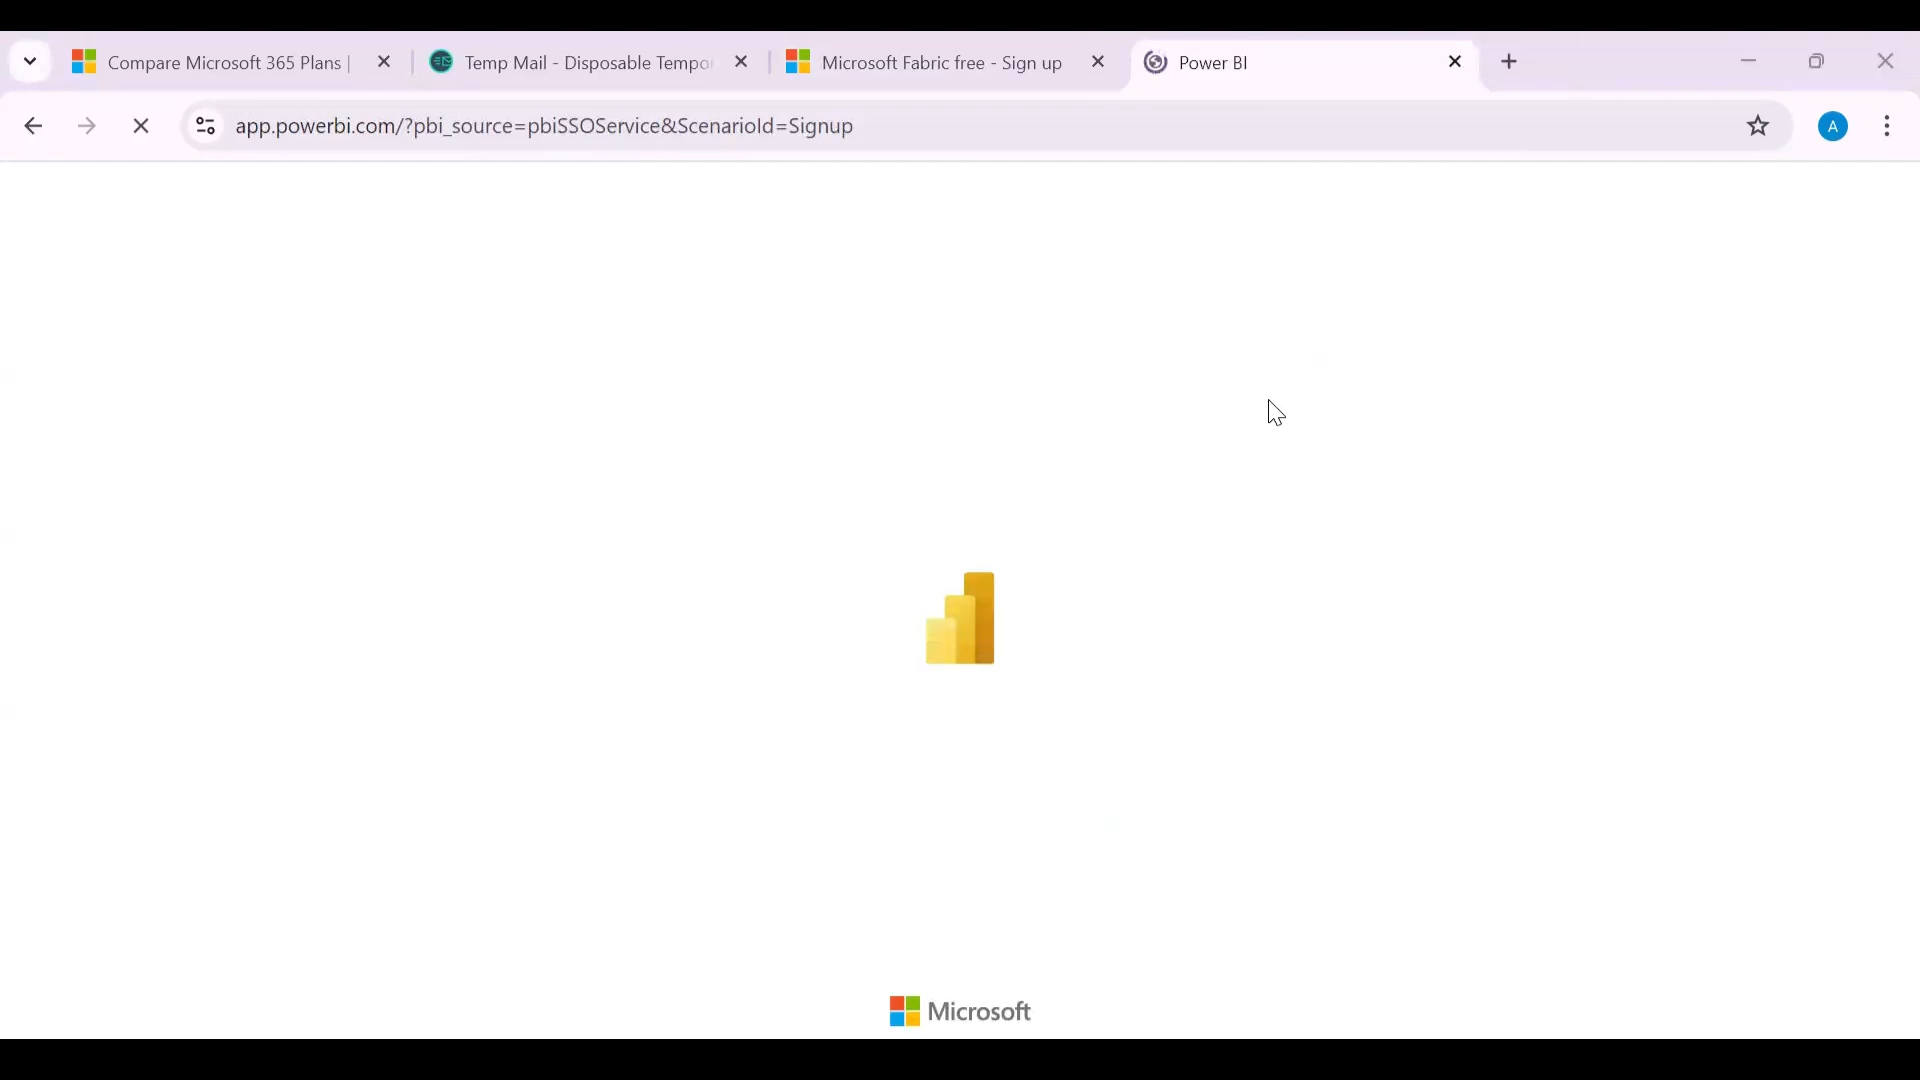 Compare Microsoft 365 Plans |
Temp Mail - Disposable Tempo
Microsoft Fabric free - Sign up
Power BI
app.powerbi.com/?pbi_source=pbiSSOService&ScenarioId=Signup
A
Microsoft